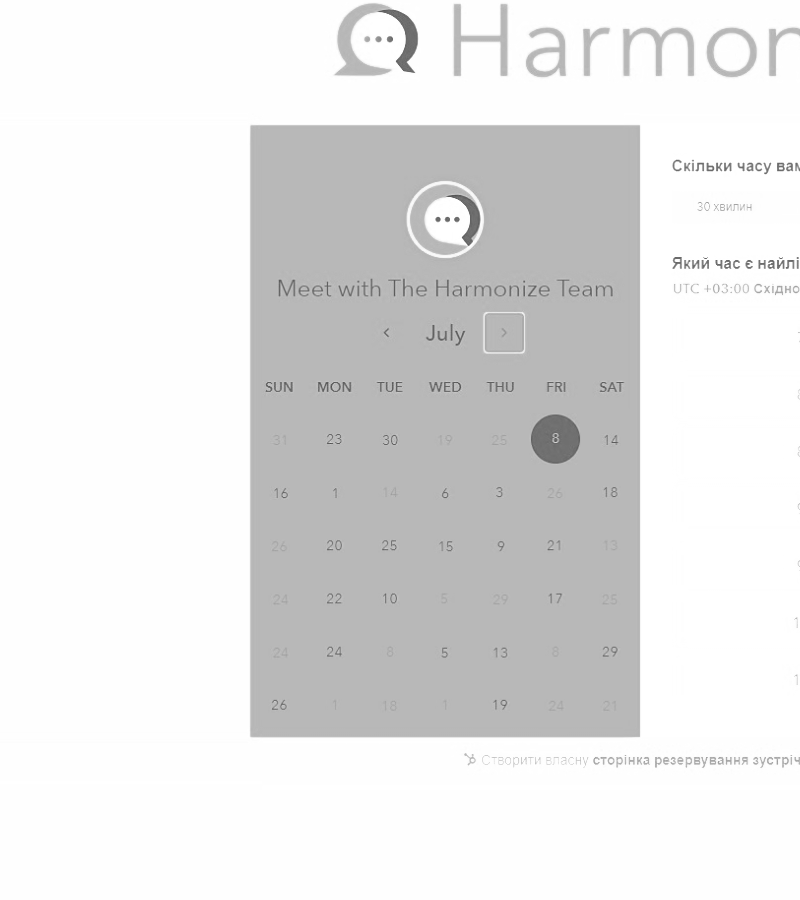 Harmon
Скільки часу вам
30 хвилин
Який час є найлі
UTC +03:00 Східно
Meet with The Harmonize Team
July
SUN MON TUE WED THU FRI SAT
31 23 30 19 25 8 14
16 1 14 6 3 26 18
26 20 25 15 9 21 13
24 22 10 5 29 17 25
24 24 8 5 13 8 29
26 1 18 1 19 24 21
Створити власну сторінка резервування зустріч